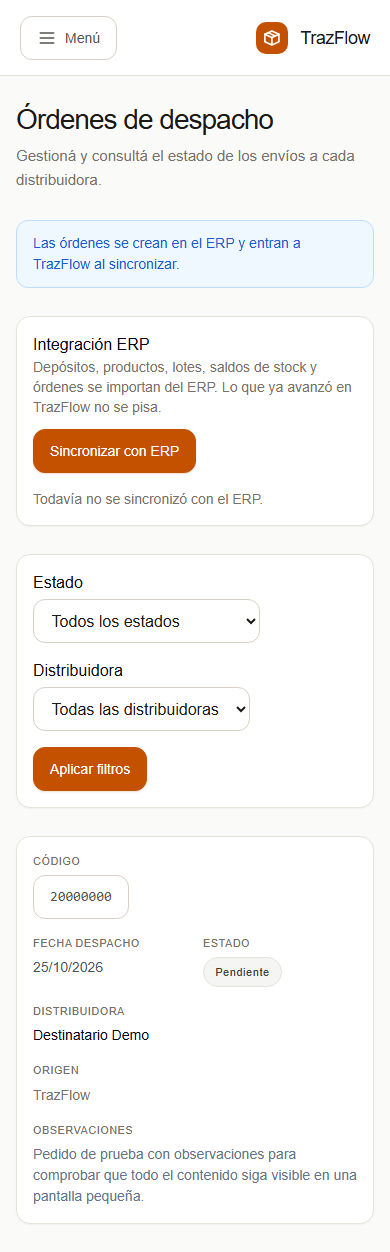 Menú
TrazFlow
Órdenes de despacho
Gestioná y consultá el estado de los envíos a cada
distribuidora.
Las órdenes se crean en el ERP y entran a
TrazFlow al sincronizar.
Integración ERP
Depósitos, productos, lotes, saldos de stock y
órdenes se importan del ERP. Lo que ya avanzó en
TrazFlow no se pisa.
Sincronizar con ERP
Todavía no se sincronizó con el ERP.
Estado
Todos los estados
Distribuidora
Todas las distribuidoras
Aplicar filtros
CÓDIGO
20000000
FECHA DESPACHO
25/10/2026
ESTADO
Pendiente
DISTRIBUIDORA
Destinatario Demo
ORIGEN
TrazFlow
OBSERVACIONES
Pedido de prueba con observaciones para
comprobar que todo el contenido siga visible en una
pantalla pequeña.